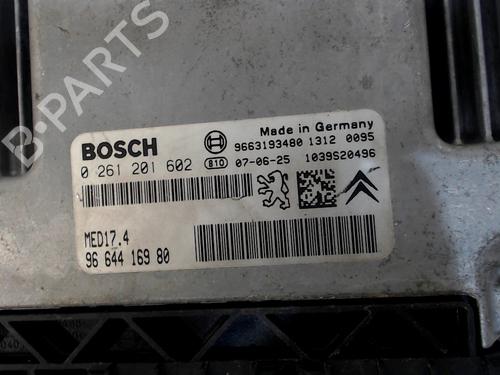 B-PARTS
Made in Germany
BOSCH
9663193480 1312 0095
0 261 201 602 810 07-06-25 1039S20496
MED17.4
96 644 169 80